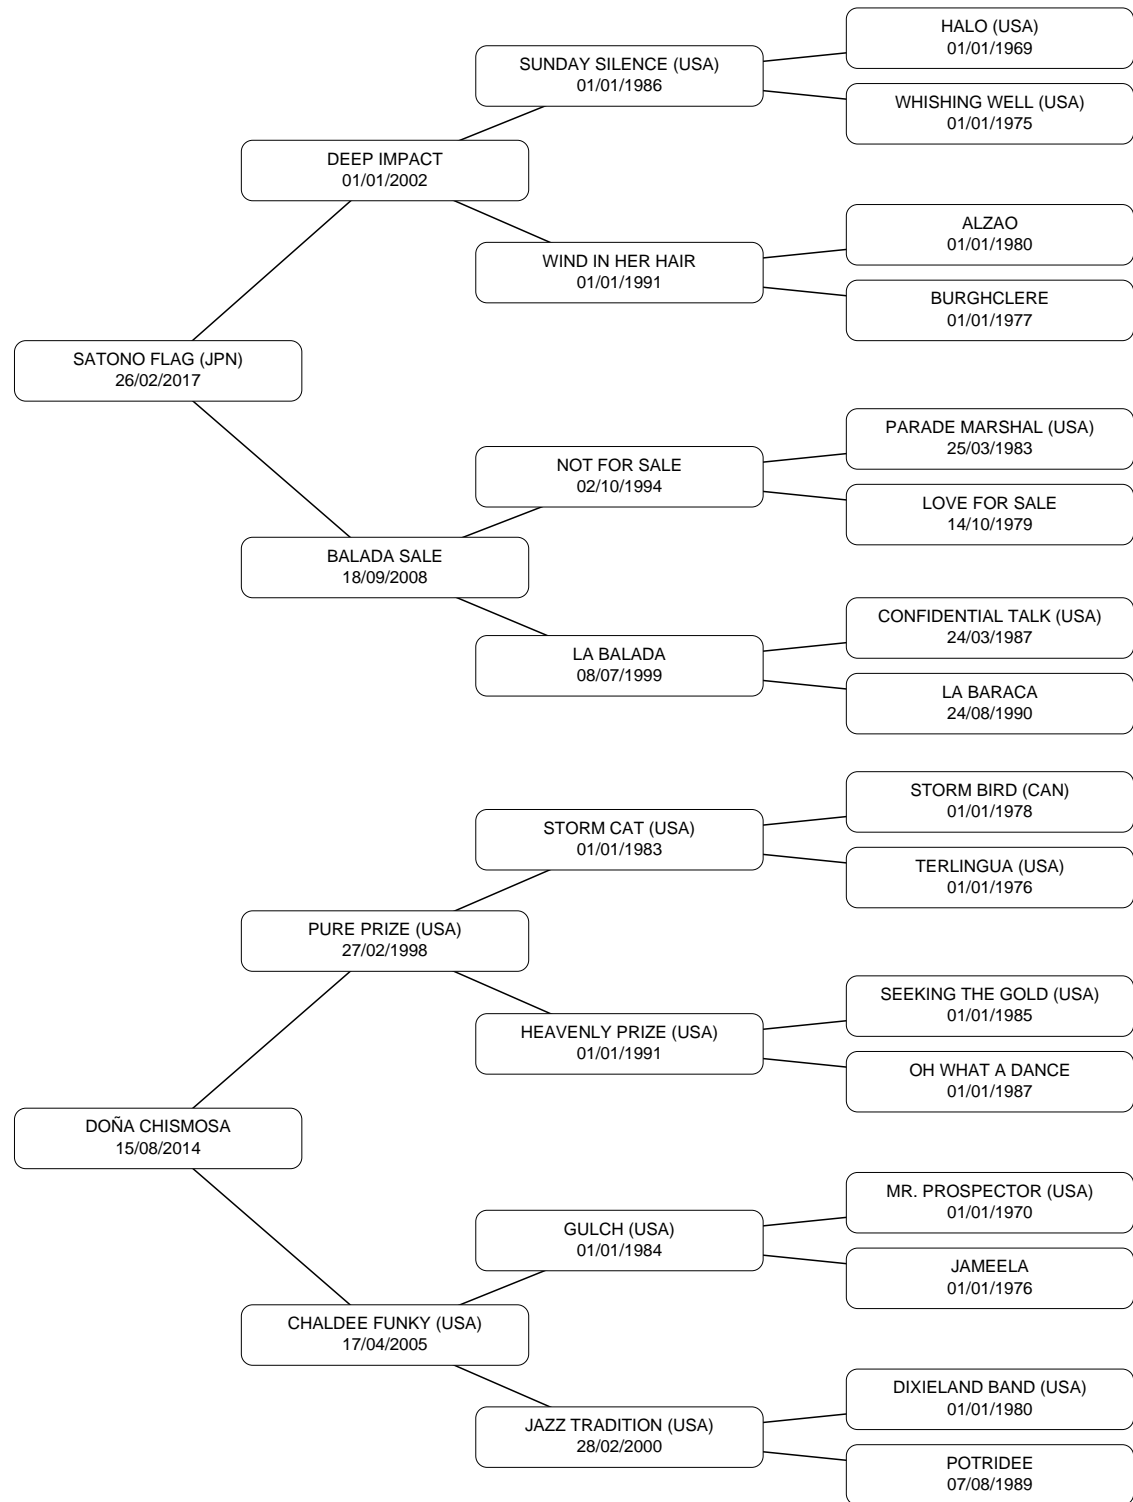 HALO (USA)
01/01/1969
SUNDAY SILENCE (USA)
01/01/1986
WHISHING WELL (USA)
01/01/1975
DEEP IMPACT
01/01/2002
ALZAO
01/01/1980
WIND IN HER HAIR
01/01/1991
BURGHCLERE
01/01/1977
SATONO FLAG (JPN)
26/02/2017
PARADE MARSHAL (USA)
25/03/1983
NOT FOR SALE
02/10/1994
LOVE FOR SALE
14/10/1979
BALADA SALE
18/09/2008
CONFIDENTIAL TALK (USA)
24/03/1987
LA BALADA
08/07/1999
LA BARACA
24/08/1990
STORM BIRD (CAN)
01/01/1978
STORM CAT (USA)
01/01/1983
TERLINGUA (USA)
01/01/1976
PURE PRIZE (USA)
27/02/1998
SEEKING THE GOLD (USA)
01/01/1985
HEAVENLY PRIZE (USA)
01/01/1991
OH WHAT A DANCE
01/01/1987
DOÑA CHISMOSA
15/08/2014
MR. PROSPECTOR (USA)
01/01/1970
GULCH (USA)
01/01/1984
JAMEELA
01/01/1976
CHALDEE FUNKY (USA)
17/04/2005
DIXIELAND BAND (USA)
01/01/1980
JAZZ TRADITION (USA)
28/02/2000
POTRIDEE
07/08/1989